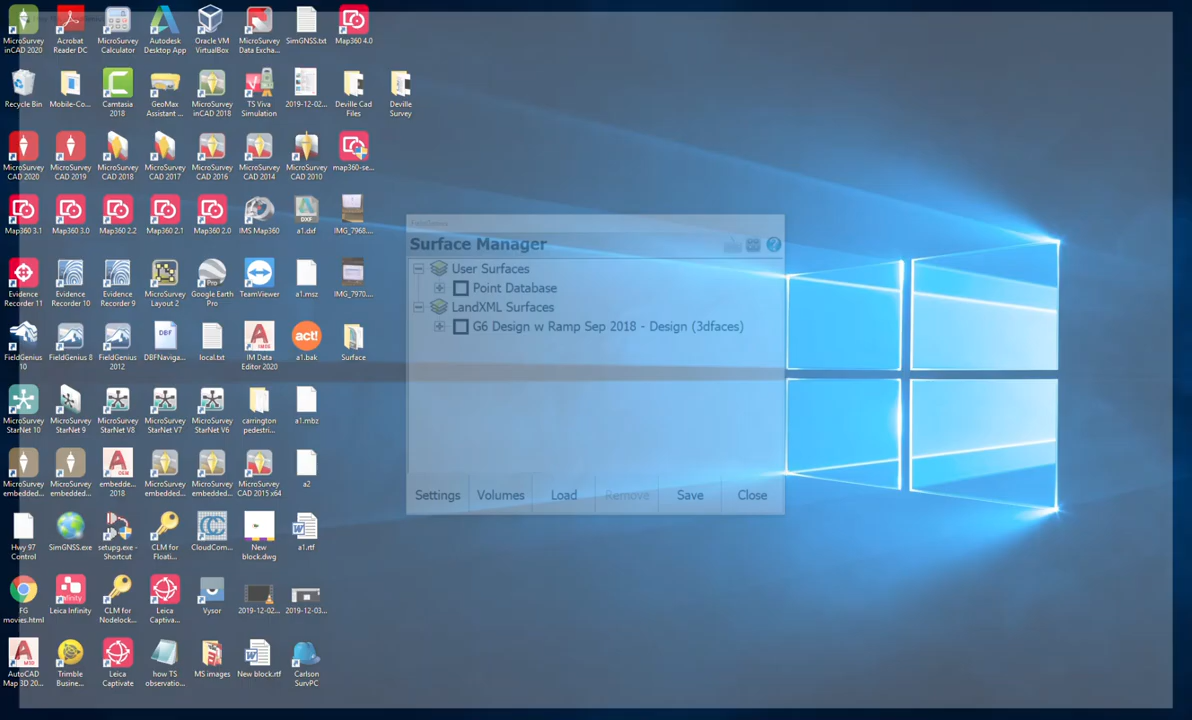 MicroSurvey
inCAD 2020
Acrobat
Reader DC
MicroSurvey
Calculator
Autodesk
Desktop App
Oracle VM
VirtualBox
MicroSurvey
Data Excha...
SimGNSS.txt
Map360 4.0
Recycle Bin
Mobile-Co...
Camtasia
2018
GeoMax
Assistant ...
MicroSurvey
inCAD 2018
TS Viva
Simulation
2019-12-02...
Deville Cad
Files
Deville
Survey
MicroSurvey
CAD 2020
MicroSurvey
CAD 2019
MicroSurvey
CAD 2018
MicroSurvey
CAD 2017
MicroSurvey
CAD 2016
MicroSurvey
CAD 2014
MicroSurvey
CAD 2010
map360-se...
Map360 3.1
Map360 3.0
Map360 2.2
Map360 2.1
Map360 2.0
IMS Map360
a1.dxf
IMG_7968....
Evidence
Recorder 11
Evidence
Recorder 10
Evidence
Recorder 9
MicroSurvey
Layout 2
Google Earth
Pro
TeamViewer
a1.msz
IMG_7970....
FieldGenius
10
FieldGenius 8
FieldGenius
2012
DBFNaviga...
local.txt
IM Data
Editor 2020
a1.bak
Surface
MicroSurvey
StarNet 10
MicroSurvey
StarNet 9
MicroSurvey
StarNet V8
MicroSurvey
StarNet V7
MicroSurvey
StarNet V6
carrington
pedestri...
a1.mbz
MicroSurvey
embedded...
MicroSurvey
embedded...
embedde...
2018
MicroSurvey
embedded...
MicroSurvey
embedded...
MicroSurvey
CAD 2015 x64
a2
Hwy 97
Control
SimGNSS.exe
setupg.exe -
Shortcut
CLM for
Floati...
CloudCom...
New
block.dwg
a1.rtf
FG
movies.html
Leica Infinity
CLM for
Nodelock...
Leica
Captiva...
Vysor
2019-12-02...
2019-12-03...
AutoCAD
Map 3D 20...
Trimble
Busine...
Leica
Captivate
how TS
observatio...
MS images
New block.rtf
Carlson
SurvPC
FieldGenius
Surface Manager
User Surfaces
Point Database
LandXML Surfaces
G6 Design w Ramp Sep 2018 - Design (3dfaces)
Settings
Volumes
Load
Remove
Save
Close